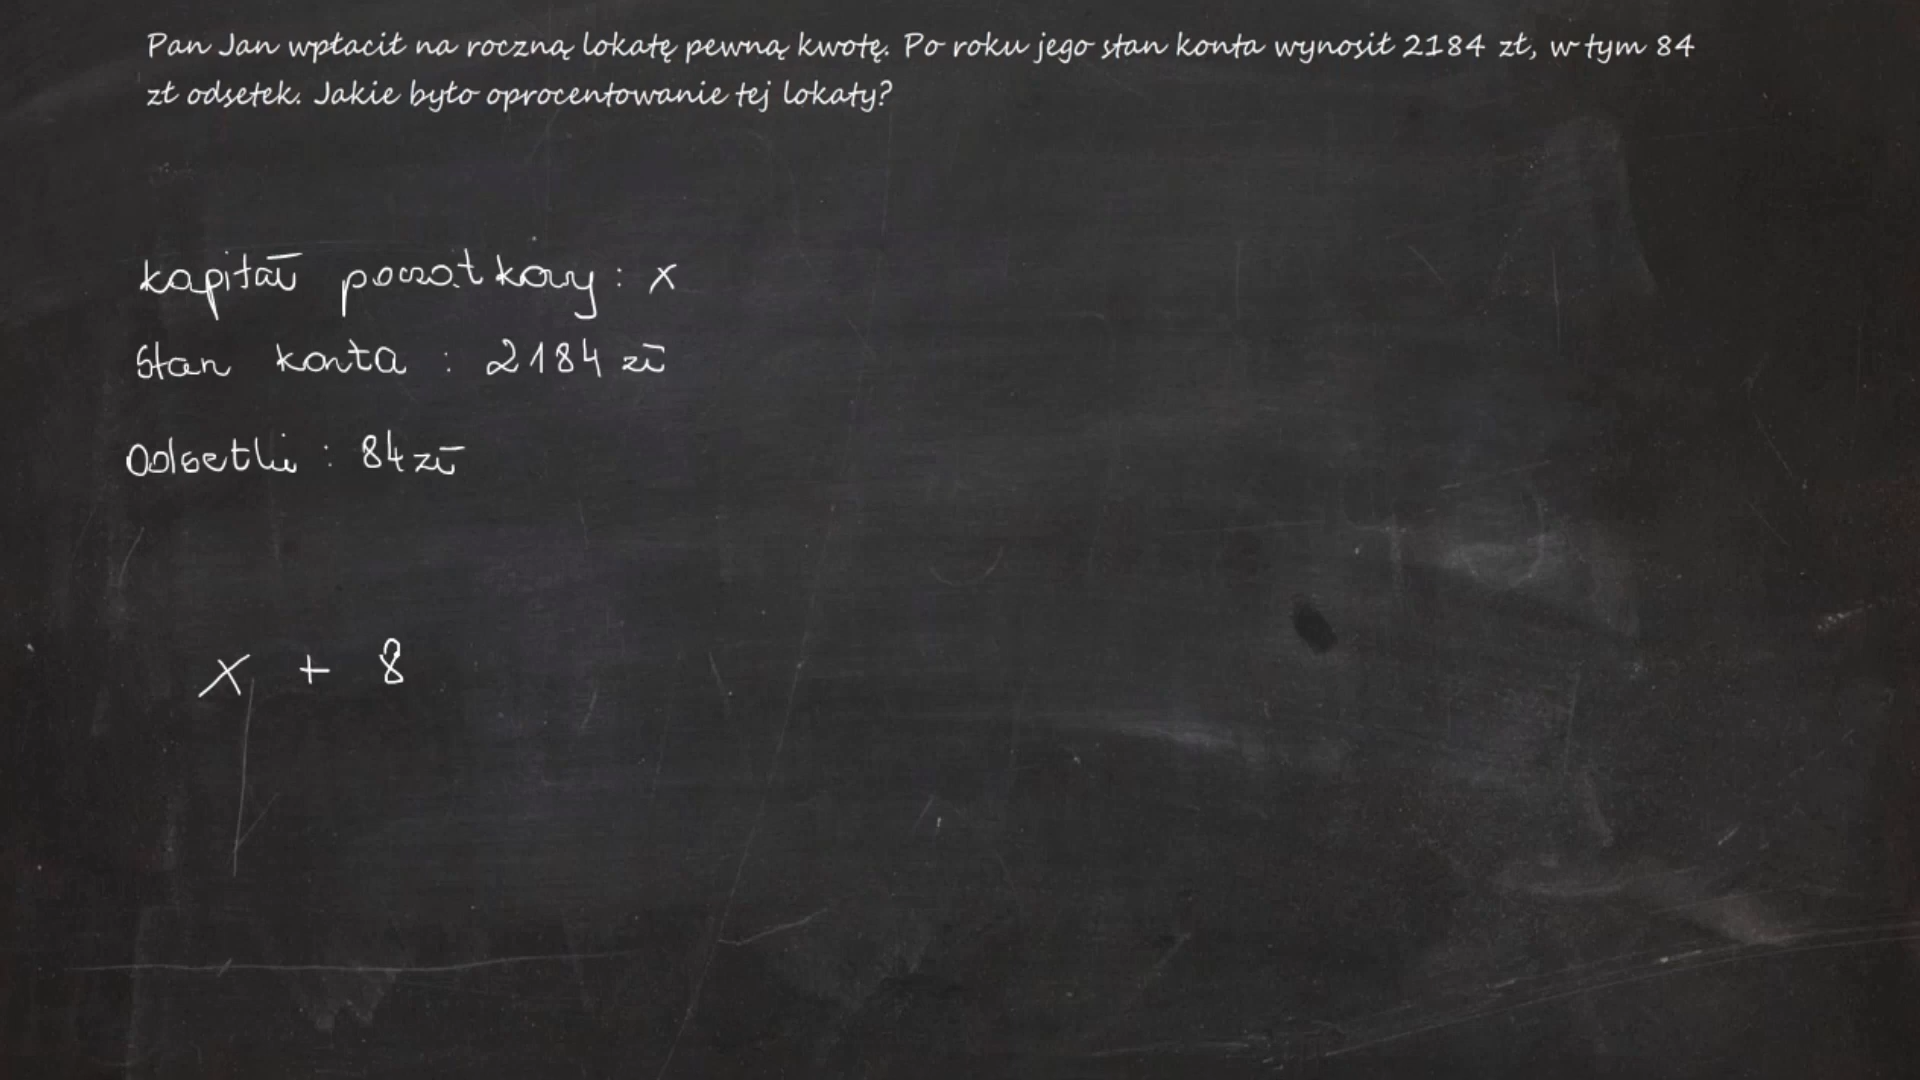 Pan Jan wpłacił na roczną lokatę pewną kwotę. Po roku jego stan konta wynosił 2184 zł, w tym 84
zł odsetek. Jakie było oprocentowanie tej lokaty?
kapitał początkowy: x
Stan konta : 2184 zł
Odsetki : 84 zł
x + 8